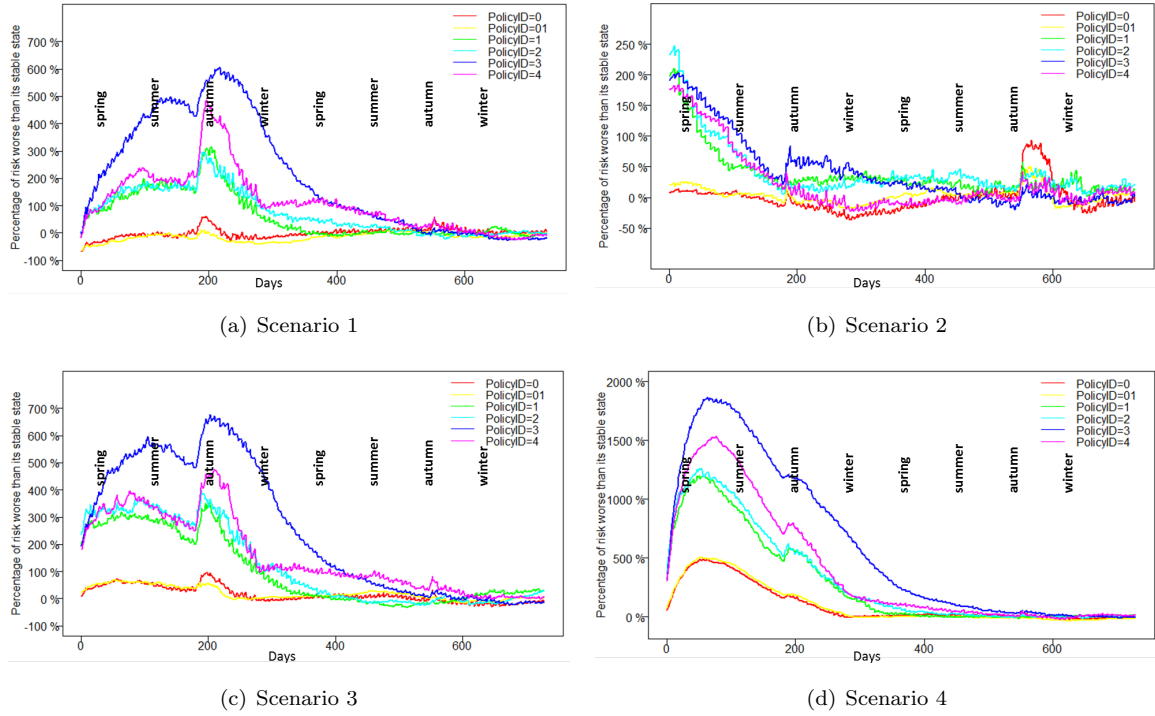 Percentage of risk worse than its stable state
700 %
600 %
500 %
400 %
300 %
200 %
100 %
0 %
-100 %
spring
summer
autumn
winter
spring
summer
autumn
winter
PolicyID=0
PolicyID=01
PolicyID=1
PolicyID=2
PolicyID=3
PolicyID=4
0
200
400
600
Days
(a) Scenario 1
Percentage of risk worse than its stable state
250 %
200 %
150 %
100 %
50 %
0 %
50 %
spring
summer
autumn
winter
spring
summer
autumn
winter
PolicyID=0
PolicyID=01
PolicyID=1
PolicyID=2
PolicyID=3
PolicyID=4
0
200
400
600
Days
(b) Scenario 2
Percentage of risk worse than its stable state
700 %
600 %
500 %
400 %
300 %
200 %
100 %
0 %
-100 %
spring
summer
autumn
winter
spring
summer
autumn
winter
PolicyID=0
PolicyID=01
PolicyID=1
PolicyID=2
PolicyID=3
PolicyID=4
0
200
400
600
Days
(c) Scenario 3
Percentage of risk worse than its stable state
2000 %
1500 %
1000 %
500 %
0 %
spring
summer
autumn
winter
spring
summer
autumn
winter
PolicyID=0
PolicyID=01
PolicyID=1
PolicyID=2
PolicyID=3
PolicyID=4
0
200
400
600
Days
(d) Scenario 4